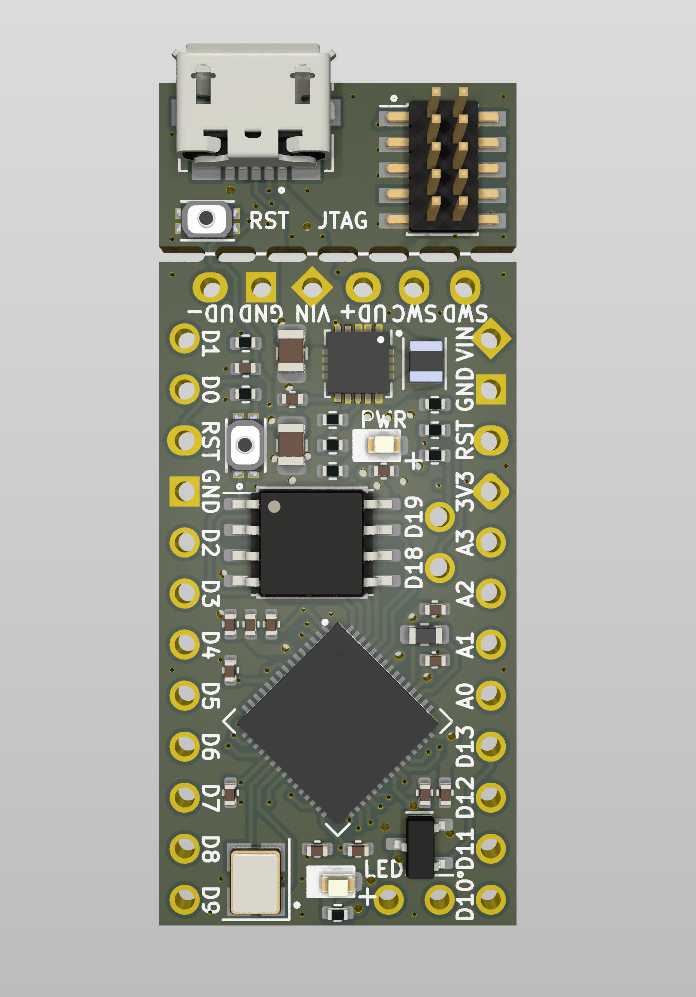 RST JTAG
UD- GND VIN UD+ SWC SWD
D1
D0
RST
GND
D2
D3
D4
D5
D6
D7
D8
D9
PWR
+
D19
D18
LED
+
VIN
GND
RST
3V3
A3
A2
A1
A0
D13
D12
D11
D10